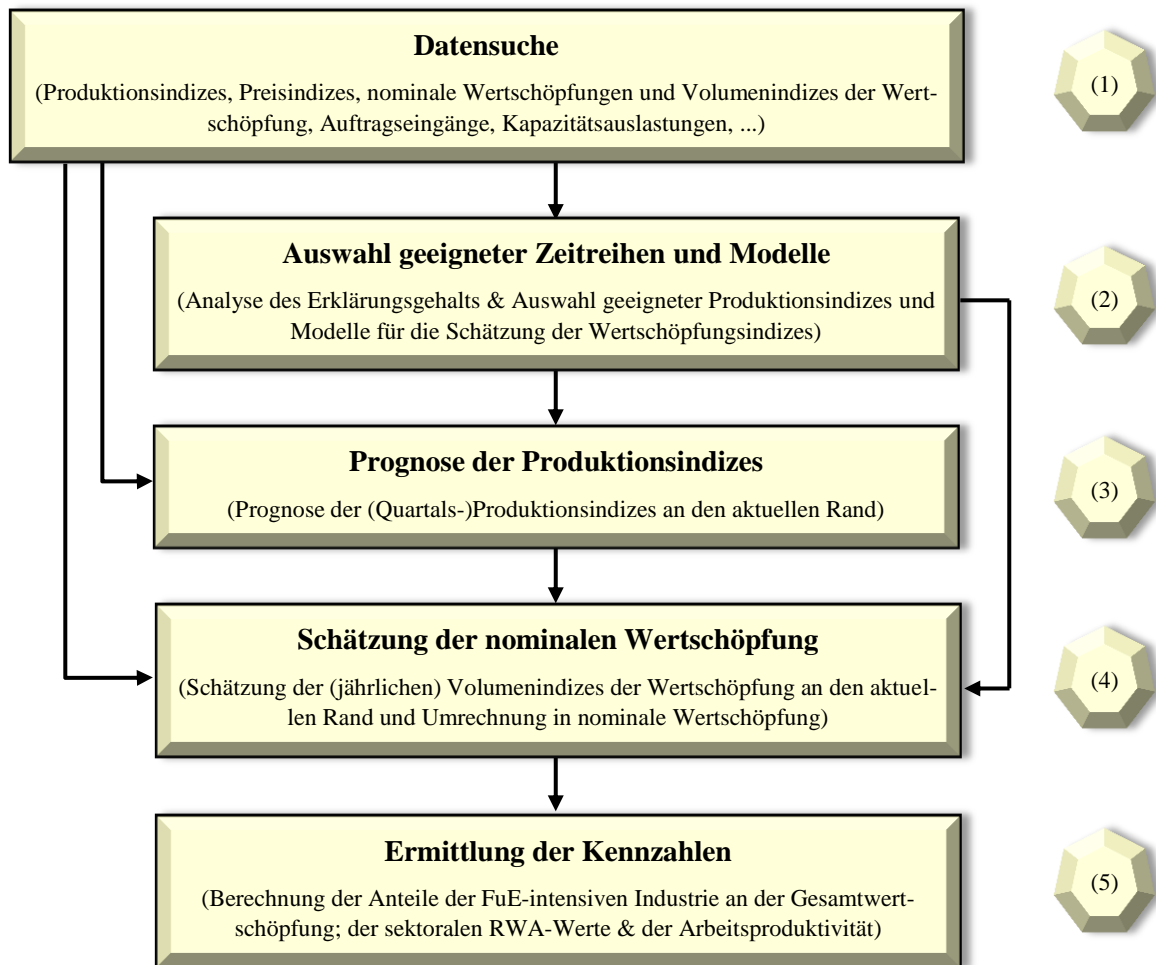 Datensuche
(Produktionsindizes, Preisindizes, nominale Wertschöpfungen und Volumenindizes der Wert-
schöpfung, Auftragseingänge, Kapazitätsauslastungen, ...)
(1)
Auswahl geeigneter Zeitreihen und Modelle
(Analyse des Erklärungsgehalts & Auswahl geeigneter Produktionsindizes und
Modelle für die Schätzung der Wertschöpfungsindizes)
(2)
Prognose der Produktionsindizes
(Prognose der (Quartals-)Produktionsindizes an den aktuellen Rand)
(3)
Schätzung der nominalen Wertschöpfung
(Schätzung der (jährlichen) Volumenindizes der Wertschöpfung an den aktuel-
len Rand und Umrechnung in nominale Wertschöpfung)
(4)
Ermittlung der Kennzahlen
(Berechnung der Anteile der FuE-intensiven Industrie an der Gesamtwert-
schöpfung; der sektoralen RWA-Werte & der Arbeitsproduktivität)
(5)